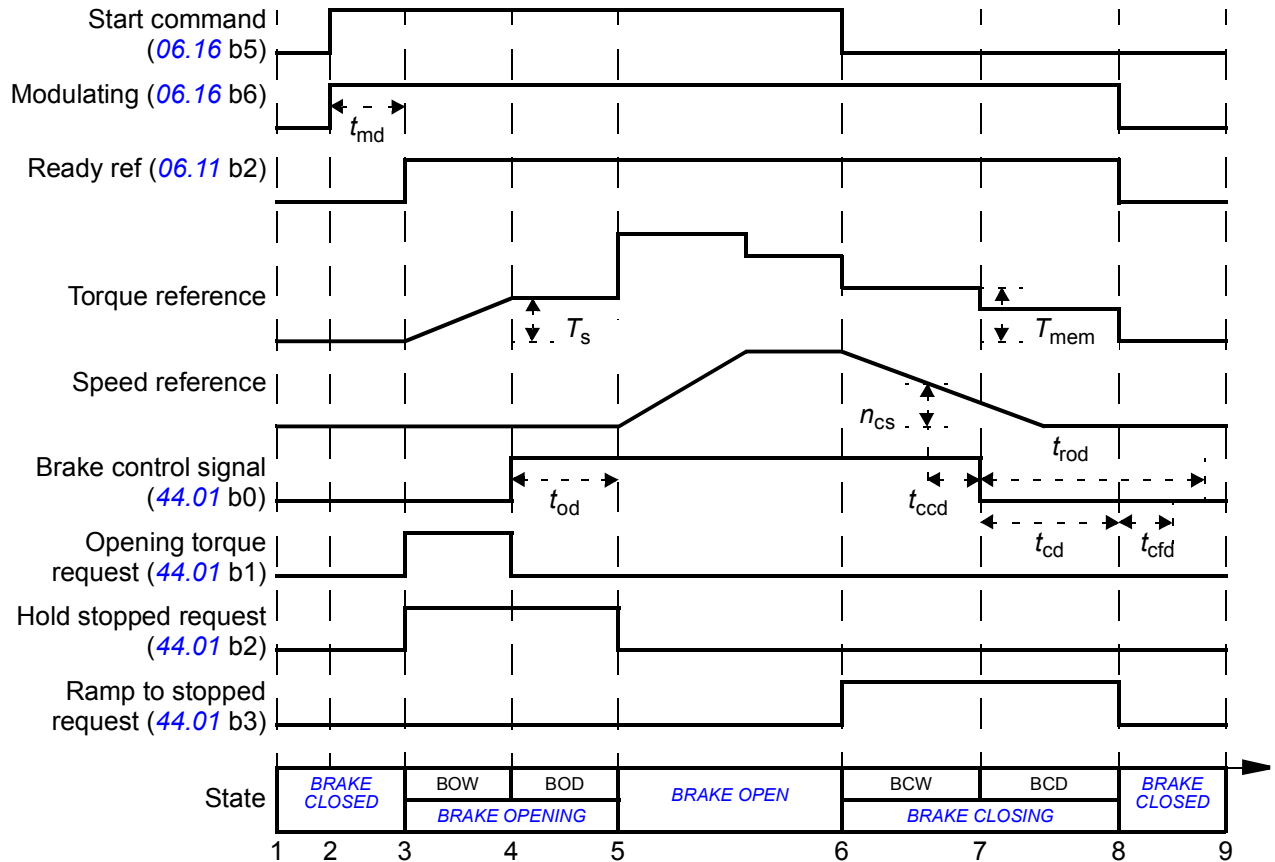 Start command
(06.16 b5)
Modulating (06.16 b6)
tmd
Ready ref (06.11 b2)
Torque reference
Ts
Tmem
Speed reference
ncs
trod
Brake control signal
(44.01 b0)
tod
tccd
tcd
tcfd
Opening torque
request (44.01 b1)
Hold stopped request
(44.01 b2)
Ramp to stopped
request (44.01 b3)
State
BRAKE
CLOSED
BOW
BOD
BRAKE OPENING
BRAKE OPEN
BCW
BCD
BRAKE CLOSING
BRAKE
CLOSED
1 2 3 4 5 6 7 8 9